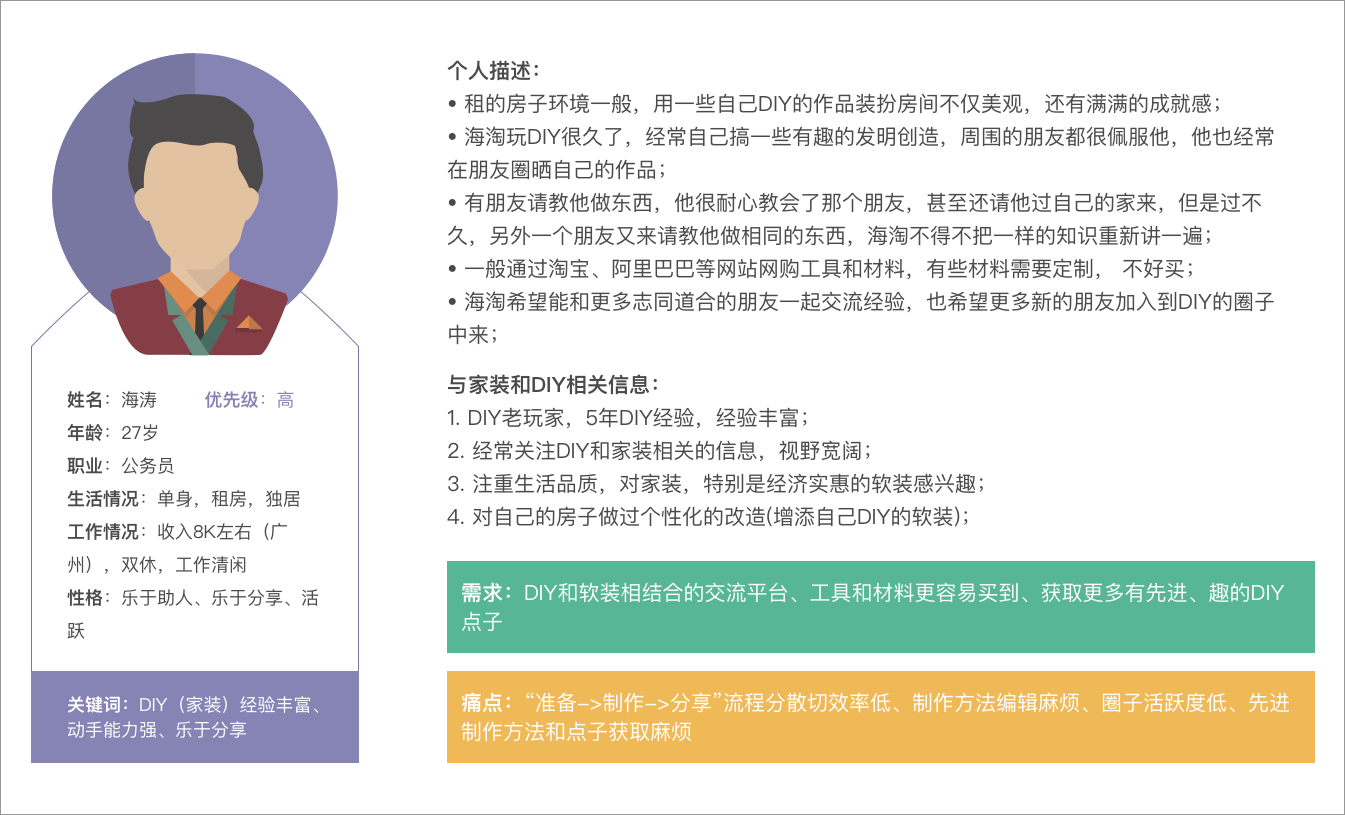 姓名：海涛 优先级：高
年龄：27岁
职业：公务员
生活情况：单身，租房，独居
工作情况：收入8K左右（广
州），双休，工作清闲
性格：乐于助人、乐于分享、活
跃
关键词：DIY（家装）经验丰富、
动手能力强、乐于分享
个人描述：
• 租的房子环境一般，用一些自己DIY的作品装扮房间不仅美观，还有满满的成就感；
• 海淘玩DIY很久了，经常自己搞一些有趣的发明创造，周围的朋友都很佩服他，他也经常
在朋友圈晒自己的作品；
• 有朋友请教他做东西，他很耐心教会了那个朋友，甚至还请他过自己的家来，但是过不
久，另外一个朋友又来请教他做相同的东西，海淘不得不把一样的知识重新讲一遍；
• 一般通过淘宝、阿里巴巴等网站网购工具和材料，有些材料需要定制， 不好买；
• 海淘希望能和更多志同道合的朋友一起交流经验，也希望更多新的朋友加入到DIY的圈子
中来；
与家装和DIY相关信息：
1. DIY老玩家，5年DIY经验，经验丰富；
2. 经常关注DIY和家装相关的信息，视野宽阔；
3. 注重生活品质，对家装，特别是经济实惠的软装感兴趣；
4. 对自己的房子做过个性化的改造(增添自己DIY的软装)；
需求：DIY和软装相结合的交流平台、工具和材料更容易买到、获取更多有先进、趣的DIY
点子
痛点：“准备->制作->分享”流程分散切效率低、制作方法编辑麻烦、圈子活跃度低、先进
制作方法和点子获取麻烦